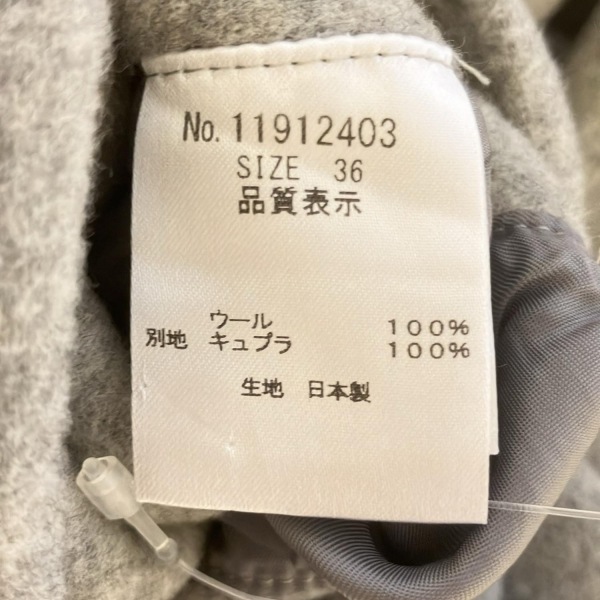 No. 11912403
SIZE 36
品質表示
ウール 100%
別地 キュプラ 100%
生地 日本製